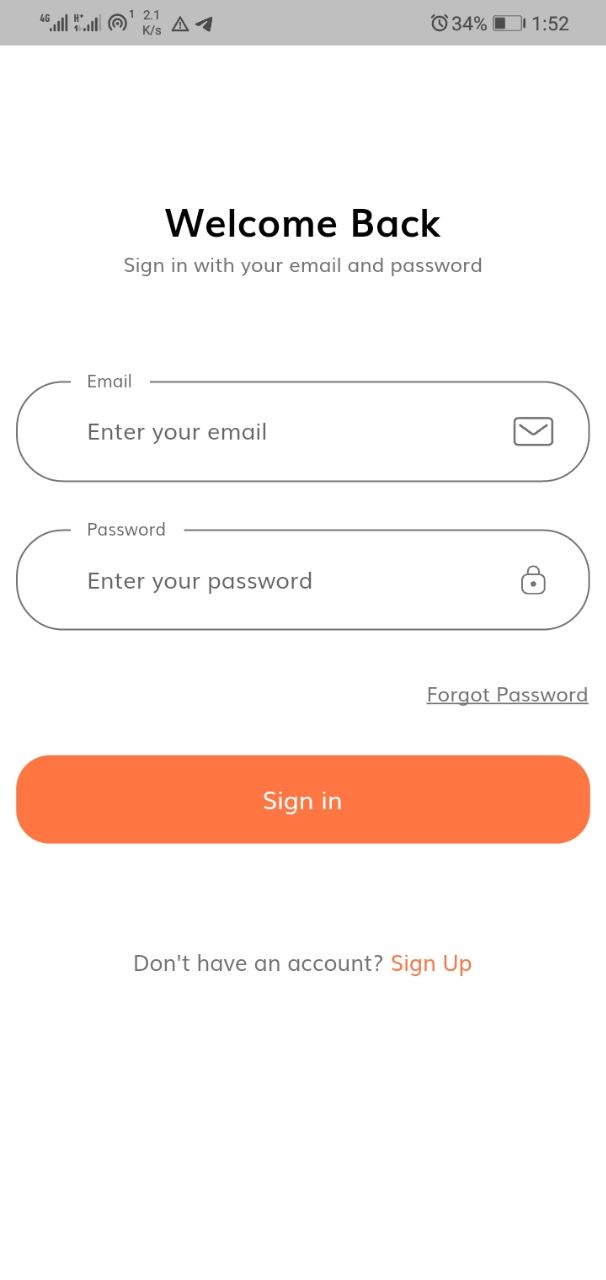 4G H+ 1 2.1 K/s 34% 1:52
Welcome Back
Sign in with your email and password
Email
Enter your email
Password
Enter your password
Forgot Password
Sign in
Don't have an account? Sign Up